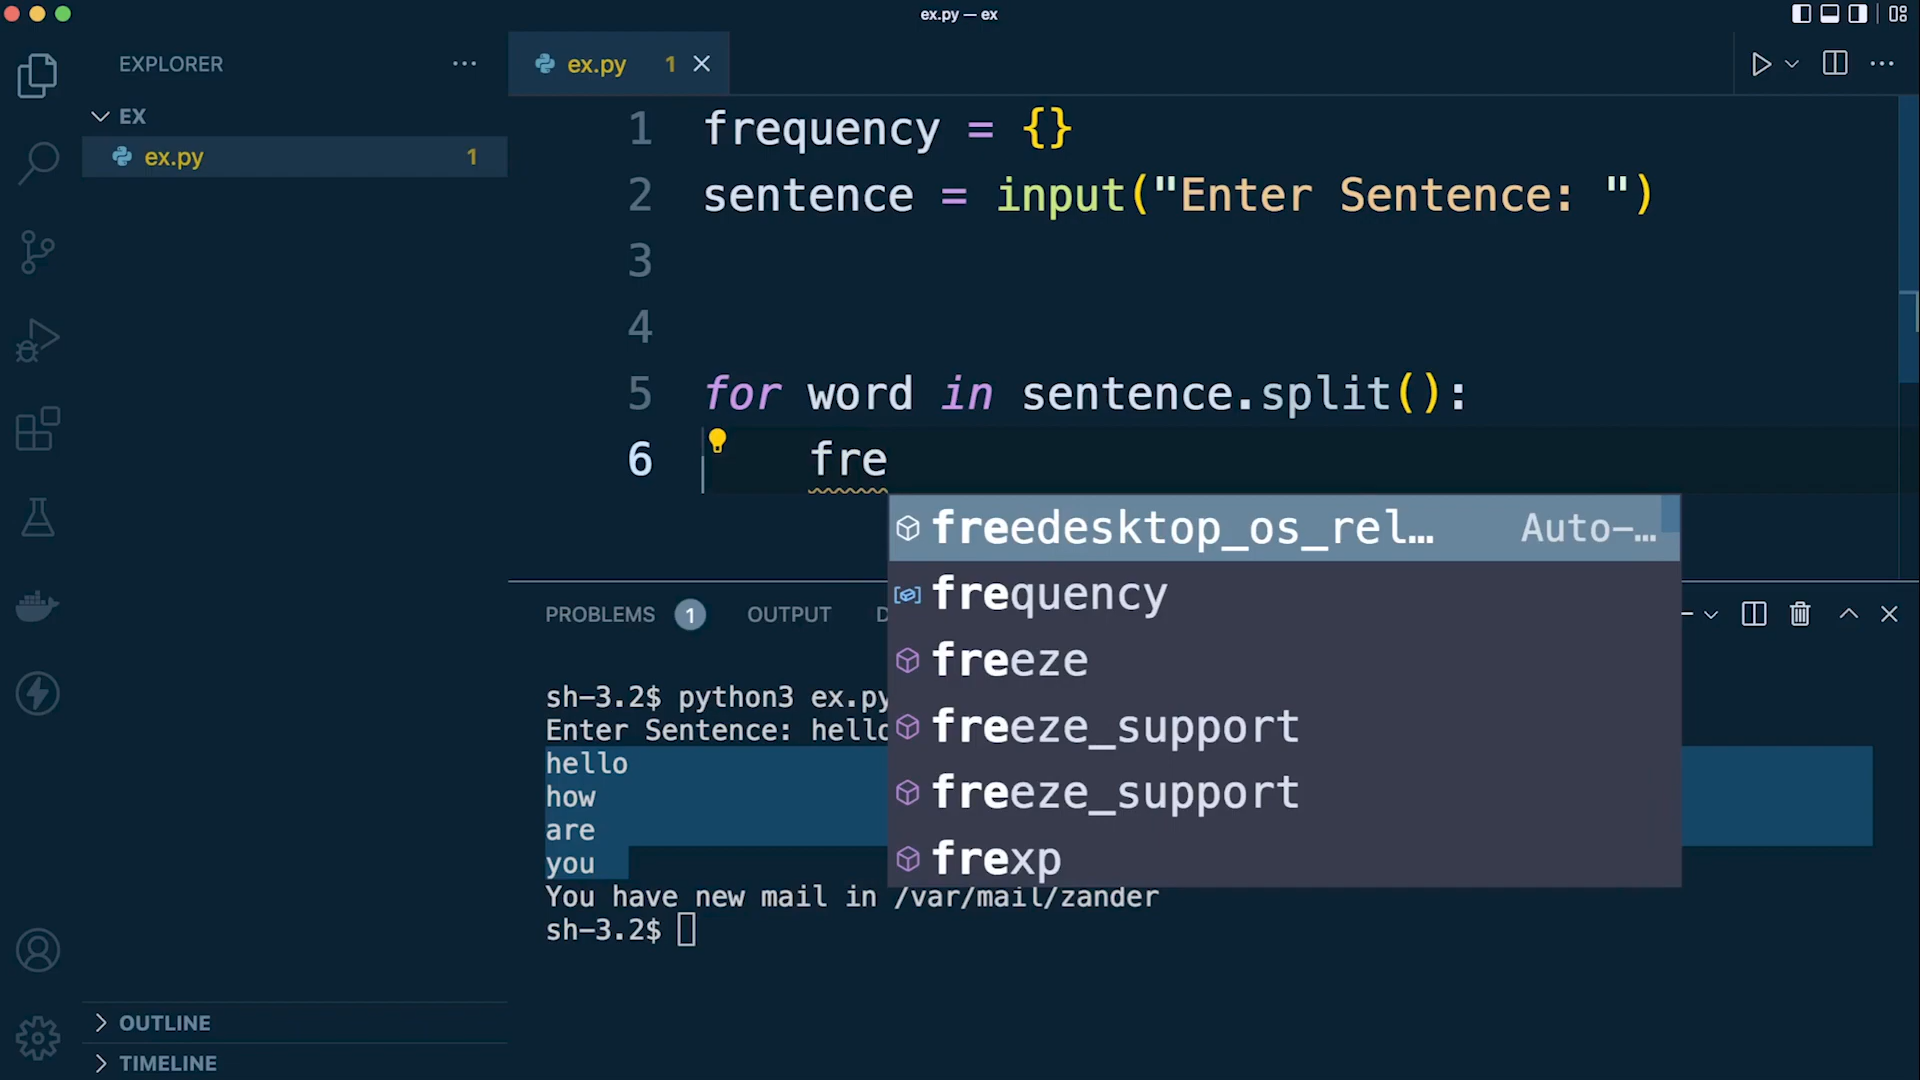 ex.py — ex
EXPLORER
ex.py 1
EX
ex.py 1
1 frequency = {}
2 sentence = input("Enter Sentence: ")
3
4
5 for word in sentence.split():
6 fre
freedesktop_os_rel… Auto-…
frequency
freeze
freeze_support
freeze_support
frexp
PROBLEMS 1 OUTPUT D
sh-3.2$ python3 ex.py
Enter Sentence: hello
hello
how
are
you
You have new mail in /var/mail/zander
sh-3.2$
OUTLINE
TIMELINE